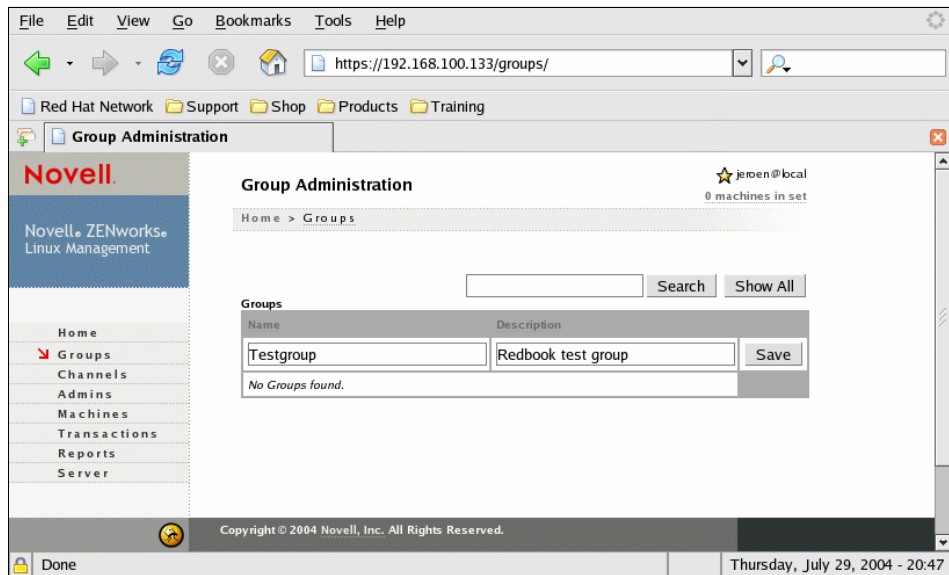 File Edit View Go Bookmarks Tools Help
https://192.168.100.133/groups/
Red Hat Network Support Shop Products Training
Group Administration
Novell.
Novell® ZENworks®
Linux Management
Home
Groups
Channels
Admins
Machines
Transactions
Reports
Server
Group Administration
jeroen@local
0 machines in set
Home > Groups
Search Show All
Groups
Name Description
Testgroup Redbook test group Save
No Groups found.
Copyright © 2004 Novell, Inc. All Rights Reserved.
Done Thursday, July 29, 2004 - 20:47